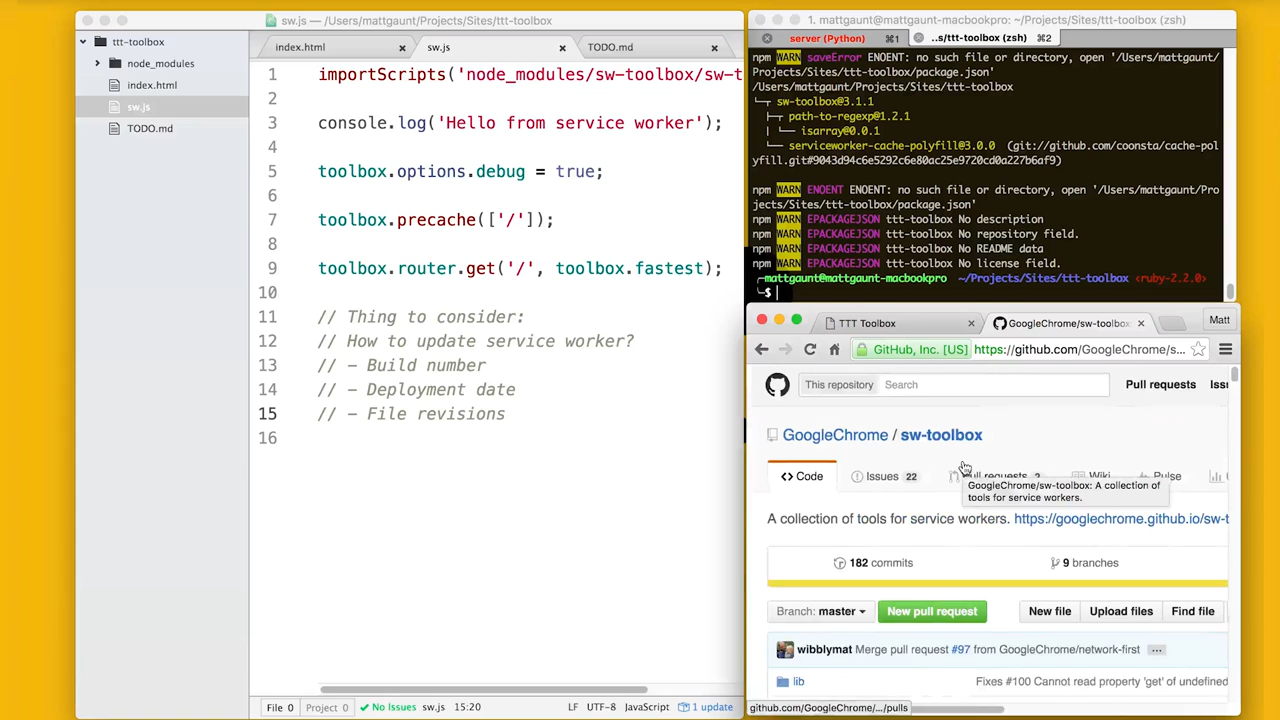 sw.js — /Users/mattgaunt/Projects/Sites/ttt-toolbox
ttt-toolbox
node_modules
index.html
sw.js
TODO.md
index.html
sw.js
TODO.md
1 importScripts('node_modules/sw-toolbox/sw-t
2
3 console.log('Hello from service worker');
4
5 toolbox.options.debug = true;
6
7 toolbox.precache(['/']);
8
9 toolbox.router.get('/', toolbox.fastest);
10
11 // Thing to consider:
12 // How to update service worker?
13 // – Build number
14 // – Deployment date
15 // – File revisions
16
File 0 Project 0 No Issues sw.js 15:20 LF UTF-8 JavaScript 1 update
1. mattgaunt@mattgaunt-macbookpro: ~/Projects/Sites/ttt-toolbox (zsh)
server (Python) ⌘1 ..s/ttt-toolbox (zsh) ⌘2
npm WARN saveError ENOENT: no such file or directory, open '/Users/mattgaunt/
Projects/Sites/ttt-toolbox/package.json'
/Users/mattgaunt/Projects/Sites/ttt-toolbox
└─┬ sw-toolbox@3.1.1
├─┬ path-to-regexp@1.2.1
│ └── isarray@0.0.1
└── serviceworker-cache-polyfill@3.0.0 (git://github.com/coonsta/cache-pol
yfill.git#9043d94c6e5292c6e80ac25e9720cd0a227b6af9)
npm WARN ENOENT ENOENT: no such file or directory, open '/Users/mattgaunt/Pro
jects/Sites/ttt-toolbox/package.json'
npm WARN EPACKAGEJSON ttt-toolbox No description
npm WARN EPACKAGEJSON ttt-toolbox No repository field.
npm WARN EPACKAGEJSON ttt-toolbox No README data
npm WARN EPACKAGEJSON ttt-toolbox No license field.
mattgaunt@mattgaunt-macbookpro ~/Projects/Sites/ttt-toolbox ‹ruby-2.2.0›
$
TTT Toolbox
GoogleChrome/sw-toolbox:
Matt
GitHub, Inc. [US] https://github.com/GoogleChrome/s...
This repository Search Pull requests Iss
GoogleChrome / sw-toolbox
Code Issues 22 Pull requests 2 Wiki Pulse
GoogleChrome/sw-toolbox: A collection of
tools for service workers.
A collection of tools for service workers. https://googlechrome.github.io/sw-t
182 commits 9 branches
Branch: master New pull request New file Upload files Find file
wibblymat Merge pull request #97 from GoogleChrome/network-first ...
lib Fixes #100 Cannot read property 'get' of undefined
github.com/GoogleChrome/.../pulls